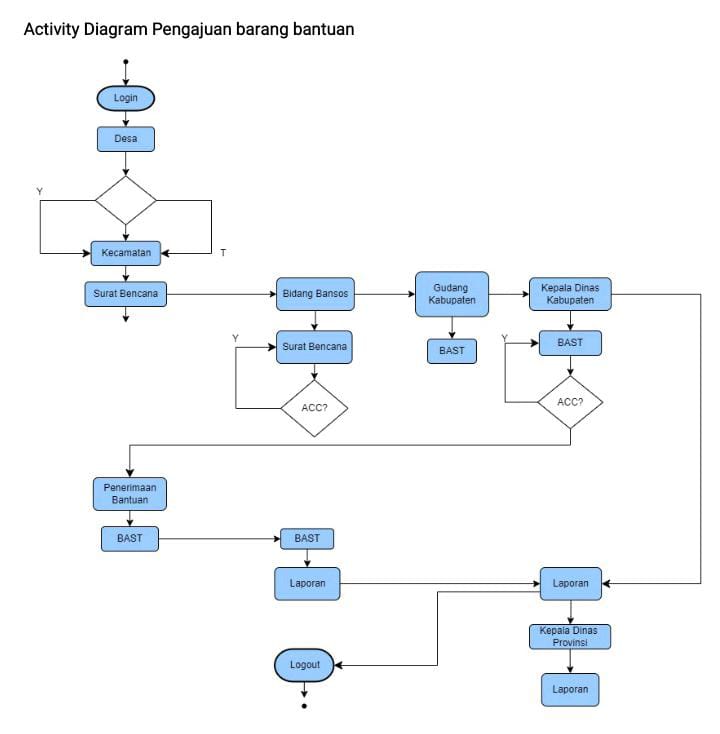 Activity Diagram Pengajuan barang bantuan
Login
Desa
Y
T
Kecamatan
Surat Bencana
Bidang Bansos
Gudang
Kabupaten
Kepala Dinas
Kabupaten
Y
Surat Bencana
BAST
Y
BAST
ACC?
ACC?
Penerimaan
Bantuan
BAST
BAST
Laporan
Laporan
Kepala Dinas
Provinsi
Logout
Laporan